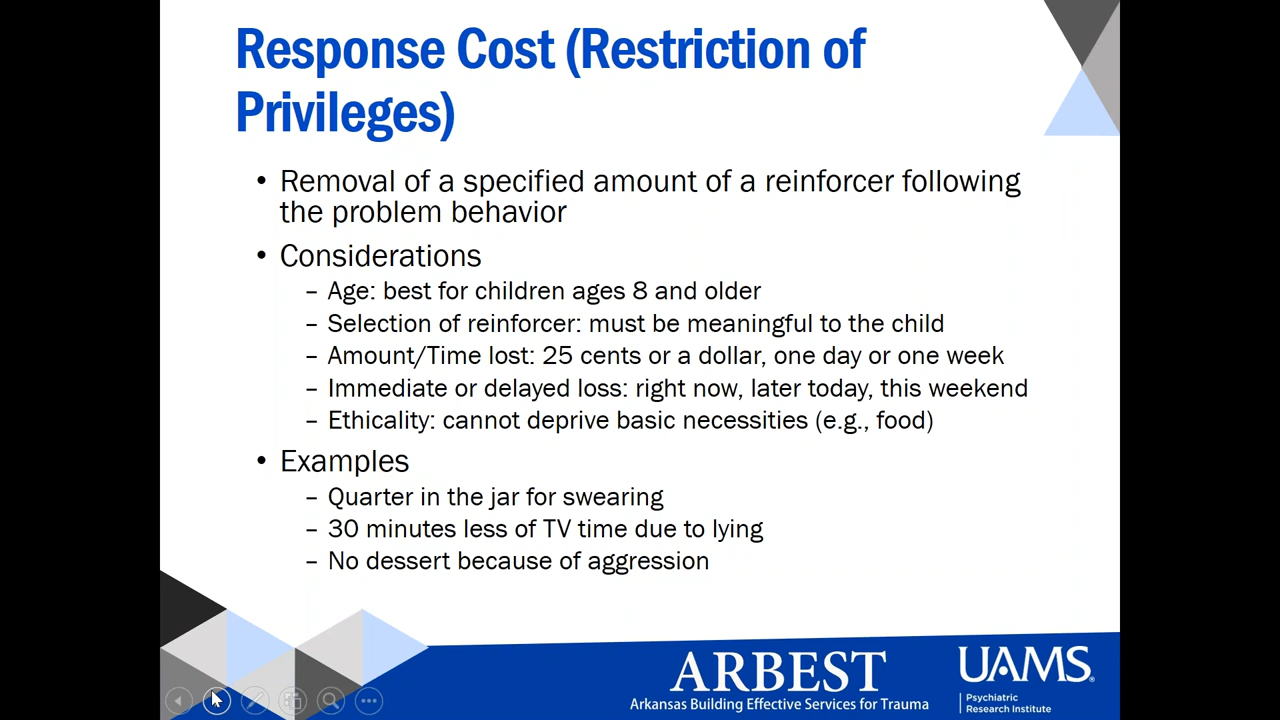 Response Cost (Restriction of
Privileges)
• Removal of a specified amount of a reinforcer following
the problem behavior
• Considerations
– Age: best for children ages 8 and older
– Selection of reinforcer: must be meaningful to the child
– Amount/Time lost: 25 cents or a dollar, one day or one week
– Immediate or delayed loss: right now, later today, this weekend
– Ethicality: cannot deprive basic necessities (e.g., food)
• Examples
– Quarter in the jar for swearing
– 30 minutes less of TV time due to lying
– No dessert because of aggression
ARBEST
Arkansas Building Effective Services for Trauma
UAMS®
Psychiatric
Research Institute